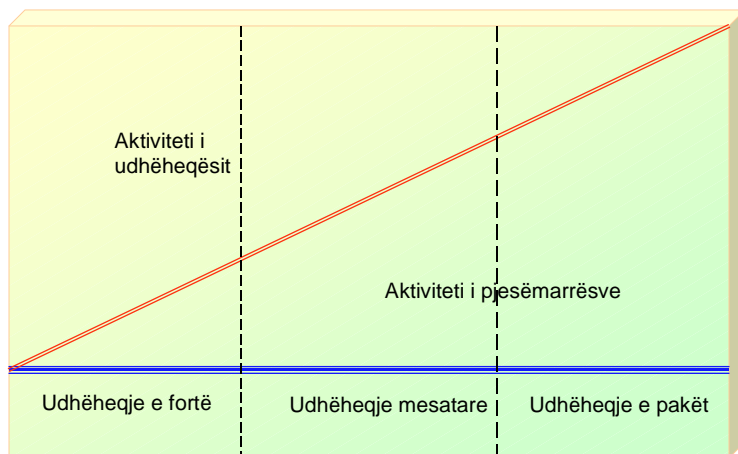 Aktiviteti i
udhëheqësit
Aktiviteti i pjesëmarrësve
Udhëheqje e fortë
Udhëheqje mesatare
Udhëheqje e pakët